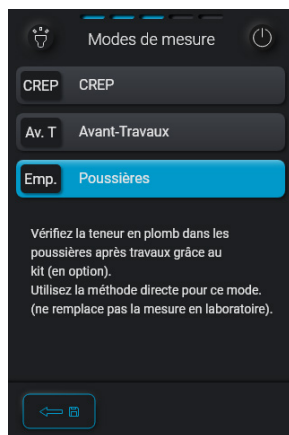 Modes de mesure
CREP CREP
Av. T Avant-Travaux
Emp. Poussières
Vérifiez la teneur en plomb dans les
poussières après travaux grâce au
kit (en option).
Utilisez la méthode directe pour ce mode.
(ne remplace pas la mesure en laboratoire).